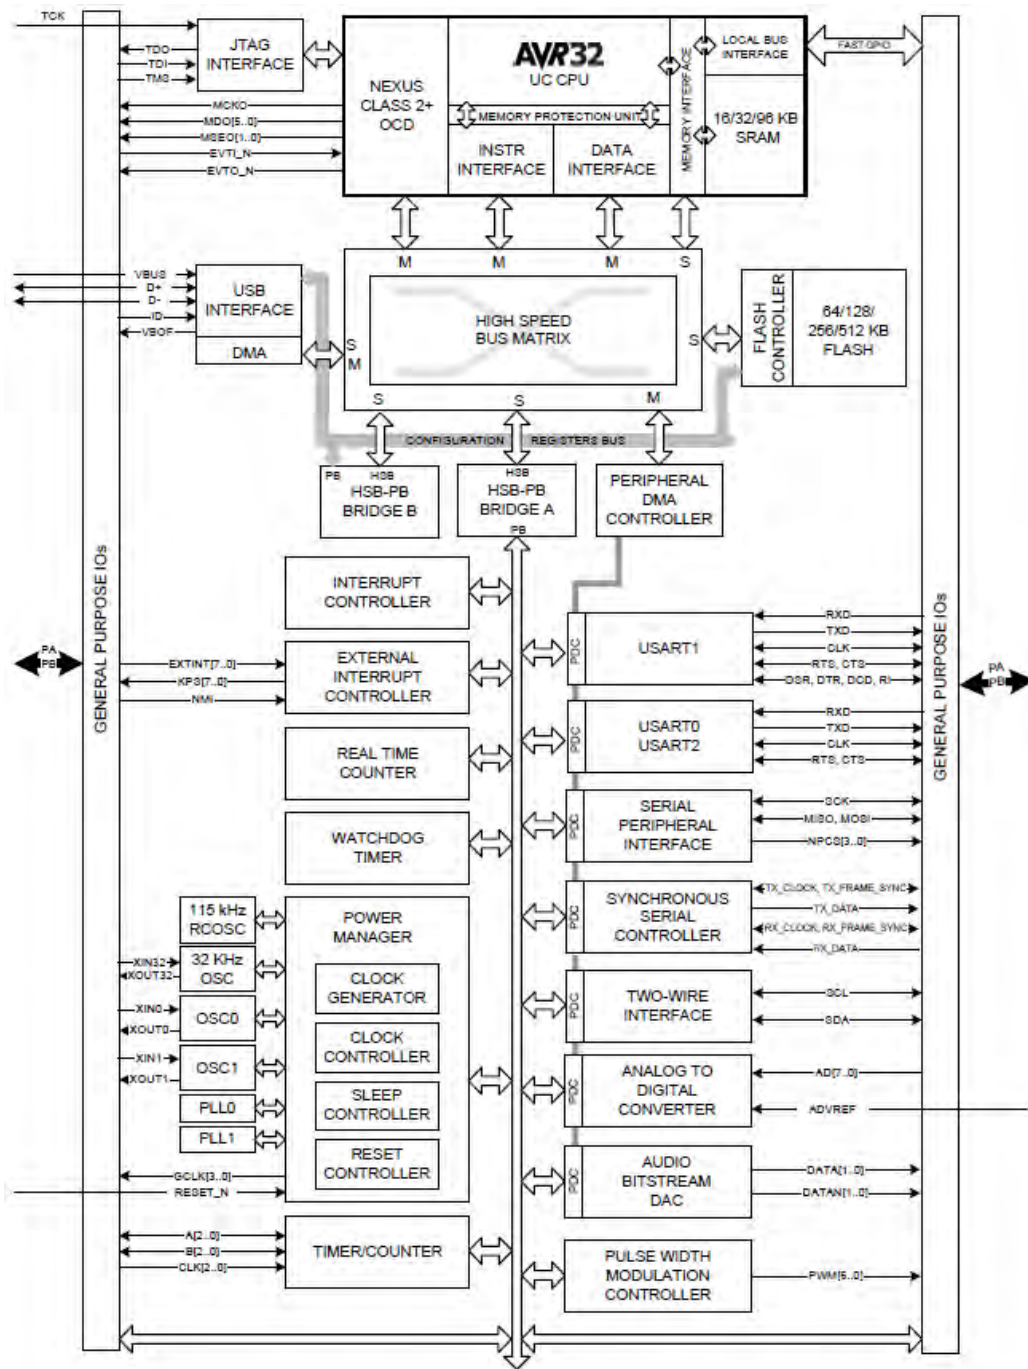 TCK
TDO
TDI
TMS
JTAG
INTERFACE
MCKO
MDO[5..0]
MSEO[1..0]
EVTI_N
EVTO_N
NEXUS
CLASS 2+
OCD
AVR32
UC CPU
MEMORY PROTECTION UNIT
INSTR
INTERFACE
DATA
INTERFACE
MEMORY INTERFACE
LOCAL BUS
INTERFACE
16/32/96 KB
SRAM
FAST GPIO
M
M
M
S
VBUS
D+
D-
ID
VBOF
USB
INTERFACE
DMA
S
M
HIGH SPEED
BUS MATRIX
S
FLASH
CONTROLLER
64/128/
256/512 KB
FLASH
S
S
M
CONFIGURATION
REGISTERS BUS
PB
HSB
HSB-PB
BRIDGE B
HSB
HSB-PB
BRIDGE A
PB
PERIPHERAL
DMA
CONTROLLER
GENERAL PURPOSE IOs
PA
PB
INTERRUPT
CONTROLLER
EXTINT[7..0]
KPS[7..0]
NMI
EXTERNAL
INTERRUPT
CONTROLLER
REAL TIME
COUNTER
WATCHDOG
TIMER
115 kHz
RCOSC
XIN32
XOUT32
32 KHz
OSC
XIN0
XOUT0
OSC0
XIN1
XOUT1
OSC1
PLL0
PLL1
GCLK[3..0]
RESET_N
POWER
MANAGER
CLOCK
GENERATOR
CLOCK
CONTROLLER
SLEEP
CONTROLLER
RESET
CONTROLLER
A[2..0]
B[2..0]
CLK[2..0]
TIMER/COUNTER
PDC
USART1
RXD
TXD
CLK
RTS, CTS
DSR, DTR, DCD, RI
PDC
USART0
USART2
RXD
TXD
CLK
RTS, CTS
PDC
SERIAL
PERIPHERAL
INTERFACE
SCK
MISO, MOSI
NPCS[3..0]
PDC
SYNCHRONOUS
SERIAL
CONTROLLER
TX_CLOCK, TX_FRAME_SYNC
TX_DATA
RX_CLOCK, RX_FRAME_SYNC
RX_DATA
PDC
TWO-WIRE
INTERFACE
SCL
SDA
PDC
ANALOG TO
DIGITAL
CONVERTER
AD[7..0]
ADVREF
PDC
AUDIO
BITSTREAM
DAC
DATA[1..0]
DATAN[1..0]
PULSE WIDTH
MODULATION
CONTROLLER
PWM[6..0]
GENERAL PURPOSE IOs
PA
PB